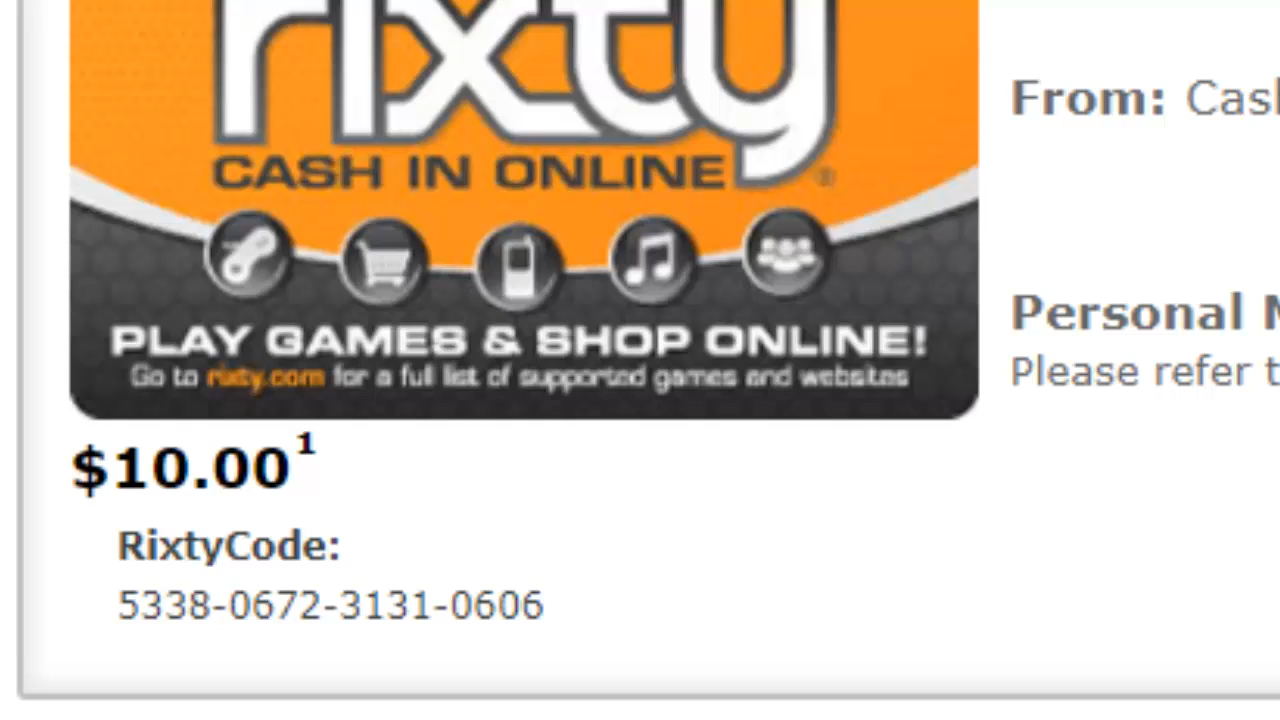 rixty
CASH IN ONLINE®
PLAY GAMES & SHOP ONLINE!
Go to rixty.com for a full list of supported games and websites
$10.00¹
RixtyCode:
5338-0672-3131-0606
From: Cas
Personal
Please refer